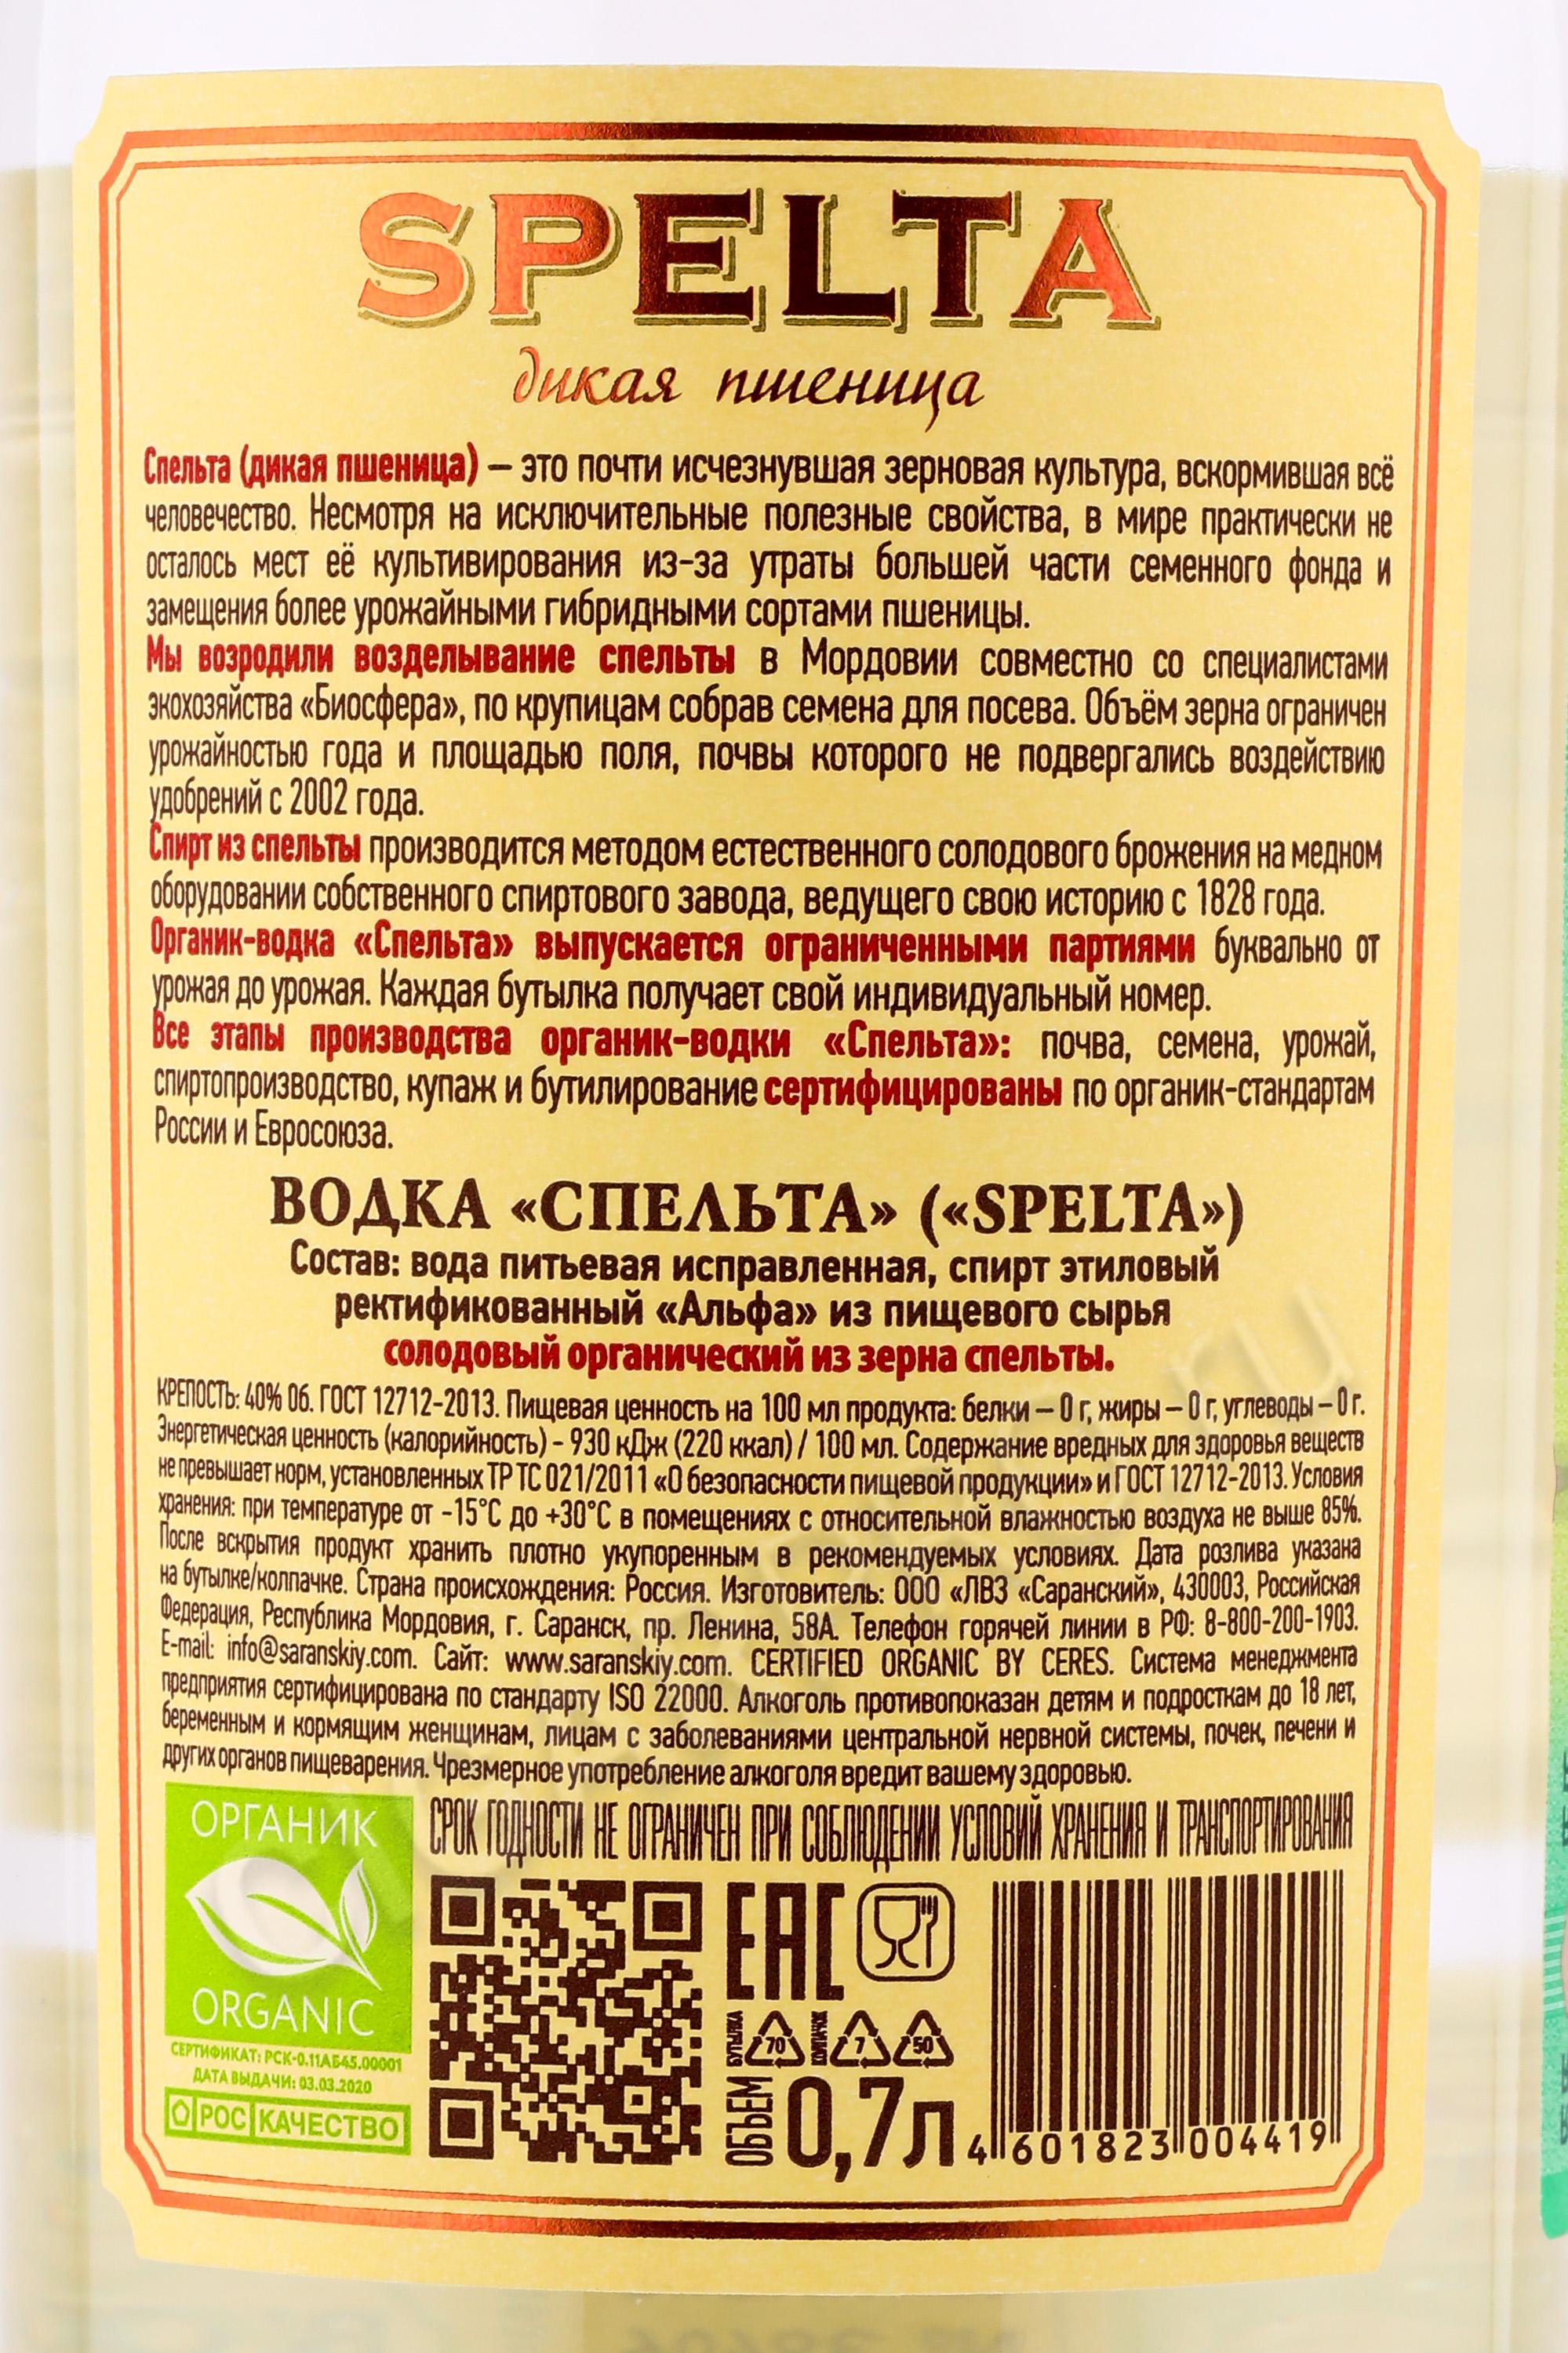 SPELTA
дикая пшеница
Спельта (дикая пшеница) – это почти исчезнувшая зерновая культура, вскормившая всё
человечество. Несмотря на исключительные полезные свойства, в мире практически не
осталось мест её культивирования из-за утраты большей части семенного фонда и
замещения более урожайными гибридными сортами пшеницы.
Мы возродили возделывание спельты в Мордовии совместно со специалистами
экохозяйства «Биосфера», по крупицам собрав семена для посева. Объём зерна ограничен
урожайностью года и площадью поля, почвы которого не подвергались воздействию
удобрений с 2002 года.
Спирт из спельты производится методом естественного солодового брожения на медном
оборудовании собственного спиртового завода, ведущего свою историю с 1828 года.
Органик-водка «Спельта» выпускается ограниченными партиями буквально от
урожая до урожая. Каждая бутылка получает свой индивидуальный номер.
Все этапы производства органик-водки «Спельта»: почва, семена, урожай,
спиртопроизводство, купаж и бутилирование сертифицированы по органик-стандартам
России и Евросоюза.
ВОДКА «СПЕЛЬТА» («SPELTA»)
Состав: вода питьевая исправленная, спирт этиловый
ректификованный «Альфа» из пищевого сырья
солодовый органический из зерна спельты.
КРЕПОСТЬ: 40% Об. ГОСТ 12712-2013. Пищевая ценность на 100 мл продукта: белки – 0 г, жиры – 0 г, углеводы – 0 г.
Энергетическая ценность (калорийность) - 930 кДж (220 ккал) / 100 мл. Содержание вредных для здоровья веществ
не превышает норм, установленных ТР ТС 021/2011 «О безопасности пищевой продукции» и ГОСТ 12712-2013. Условия
хранения: при температуре от -15°С до +30°С в помещениях с относительной влажностью воздуха не выше 85%.
После вскрытия продукт хранить плотно укупоренным в рекомендуемых условиях. Дата розлива указана
на бутылке/колпачке. Страна происхождения: Россия. Изготовитель: ООО «ЛВЗ «Саранский», 430003, Российская
Федерация, Республика Мордовия, г. Саранск, пр. Ленина, 58А. Телефон горячей линии в РФ: 8-800-200-1903.
E-mail: info@saranskiy.com. Сайт: www.saranskiy.com. CERTIFIED ORGANIC BY CERES. Система менеджмента
предприятия сертифицирована по стандарту ISO 22000. Алкоголь противопоказан детям и подросткам до 18 лет,
беременным и кормящим женщинам, лицам с заболеваниями центральной нервной системы, почек, печени и
других органов пищеварения. Чрезмерное употребление алкоголя вредит вашему здоровью.
СРОК ГОДНОСТИ НЕ ОГРАНИЧЕН ПРИ СОБЛЮДЕНИИ УСЛОВИЙ ХРАНЕНИЯ И ТРАНСПОРТИРОВАНИЯ
ОРГАНИК
ORGANIC
СЕРТИФИКАТ: РСК-0.11АБ45.00001
ДАТА ВЫДАЧИ: 03.03.2020
РОС КАЧЕСТВО
EAC
БУТЫЛКА 70 КОЛПАЧОК 7 50
ОБЪЕМ 0,7л
4 601823 004419